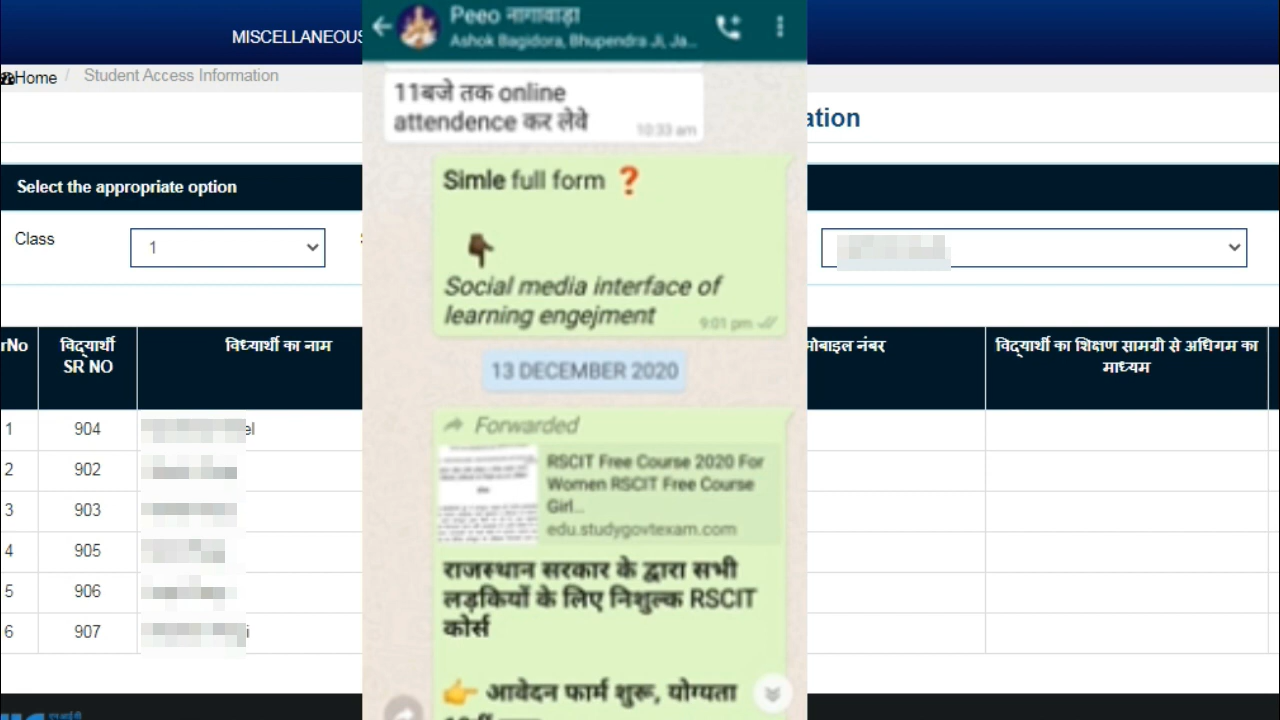 MISCELLANEOUS
Home / Student Access Information
ation
Select the appropriate option
Class
1
rNo
विद्यार्थी
SR NO
विध्यार्थी का नाम
मोबाइल नंबर
विद्यार्थी का शिक्षण सामग्री से अधिगम का
माध्यम
1 904 el
2 902
3 903
4 905
5 906
6 907 i
Peeo नागावाड़ा
Ashok Bagidora, Bhupendra Ji, Ja...
11बजे तक online
attendence कर लेवे
10:33 am
Simle full form ❓
👇🏿
Social media interface of
learning engejment
9:01 pm
13 DECEMBER 2020
Forwarded
RSCIT Free Course 2020 For
Women RSCIT Free Course
Girl...
edu.studygovtexam.com
राजस्थान सरकार के द्वारा सभी
लड़कियों के लिए निशुल्क RSCIT
कोर्स
👉 आवेदन फार्म शुरू, योग्यता